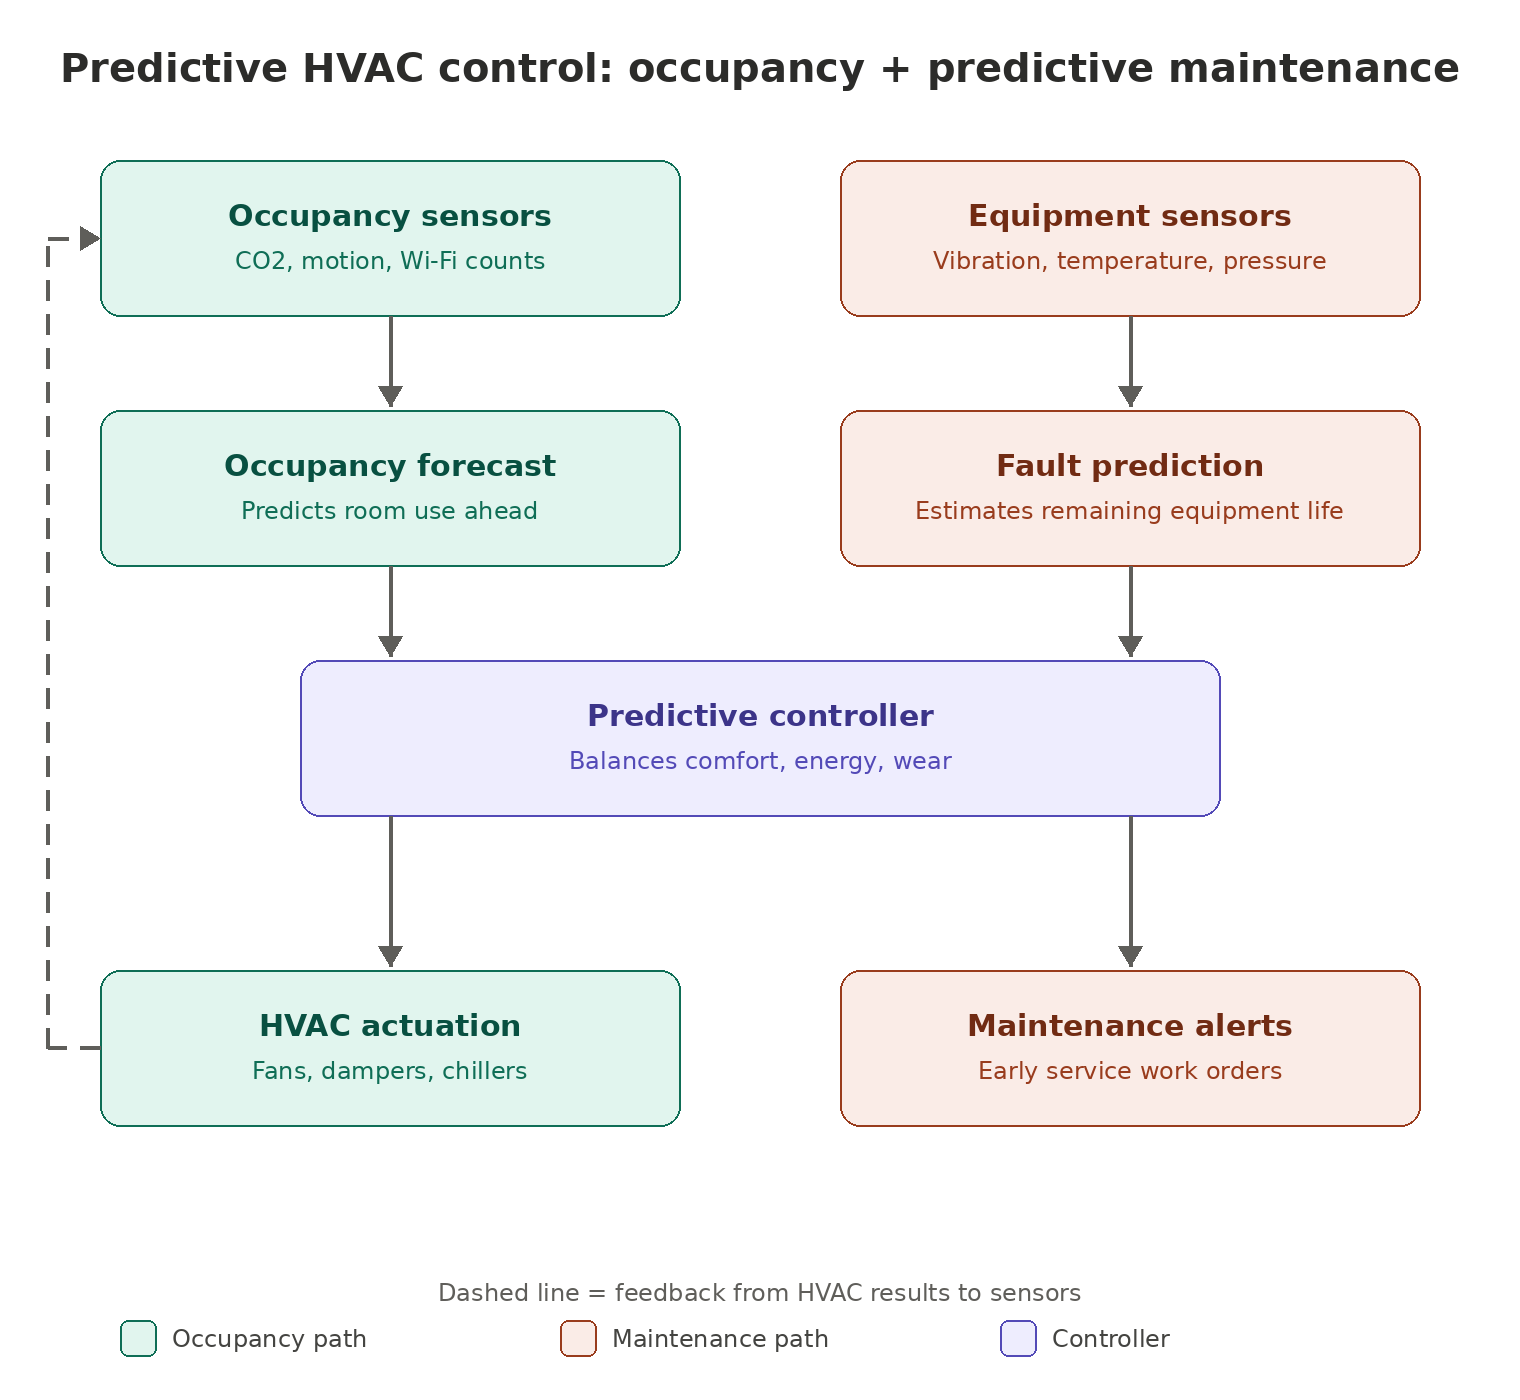 Predictive HVAC control: occupancy + predictive maintenance
Occupancy sensors
CO2, motion, Wi-Fi counts
Equipment sensors
Vibration, temperature, pressure
Occupancy forecast
Predicts room use ahead
Fault prediction
Estimates remaining equipment life
Predictive controller
Balances comfort, energy, wear
HVAC actuation
Fans, dampers, chillers
Maintenance alerts
Early service work orders
Dashed line = feedback from HVAC results to sensors
Occupancy path
Maintenance path
Controller